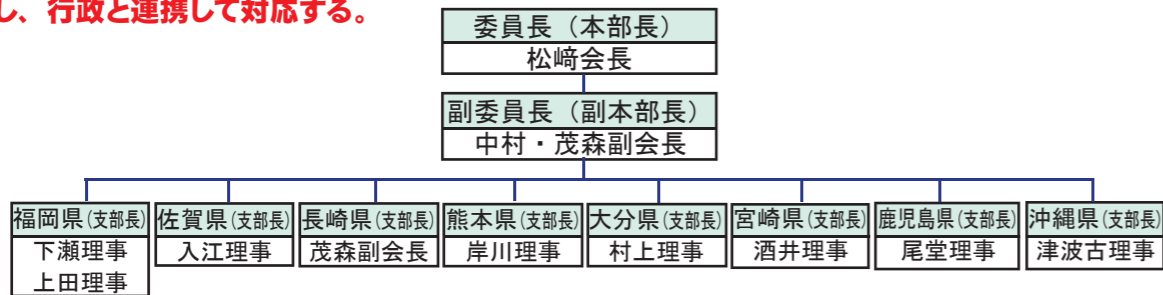 し、行政と連携して対応する。
委員長（本部長）
松﨑会長
副委員長（副本部長）
中村・茂森副会長
福岡県(支部長)
下瀬理事
上田理事
佐賀県(支部長)
入江理事
長崎県(支部長)
茂森副会長
熊本県(支部長)
岸川理事
大分県(支部長)
村上理事
宮崎県(支部長)
酒井理事
鹿児島県(支部長)
尾堂理事
沖縄県(支部長)
津波古理事